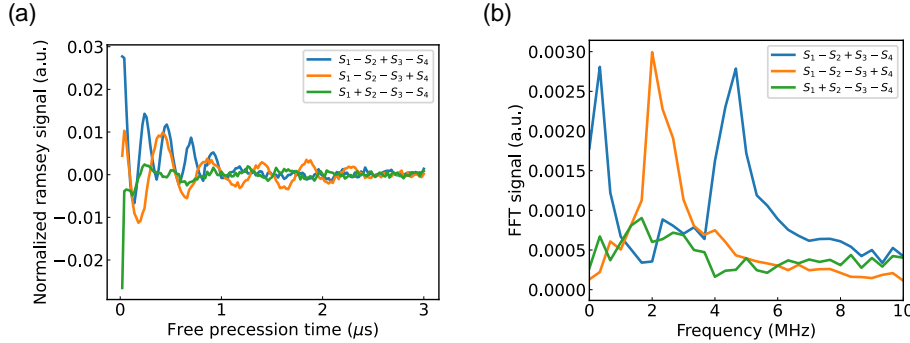 (a)
Normalized ramsey signal (a.u.)
0.03
0.01
0.00
−0.01
−0.02
0
1
2
3
Free precession time (μs)
S₁ − S₂ + S₃ − S₄
S₁ − S₂ − S₃ + S₄
S₁ + S₂ − S₃ − S₄
(b)
FFT signal (a.u.)
0.0030
0.0025
0.0020
0.0015
0.0010
0.0005
0.0000
0
2
4
6
8
10
Frequency (MHz)
S₁ − S₂ + S₃ − S₄
S₁ − S₂ − S₃ + S₄
S₁ + S₂ − S₃ − S₄